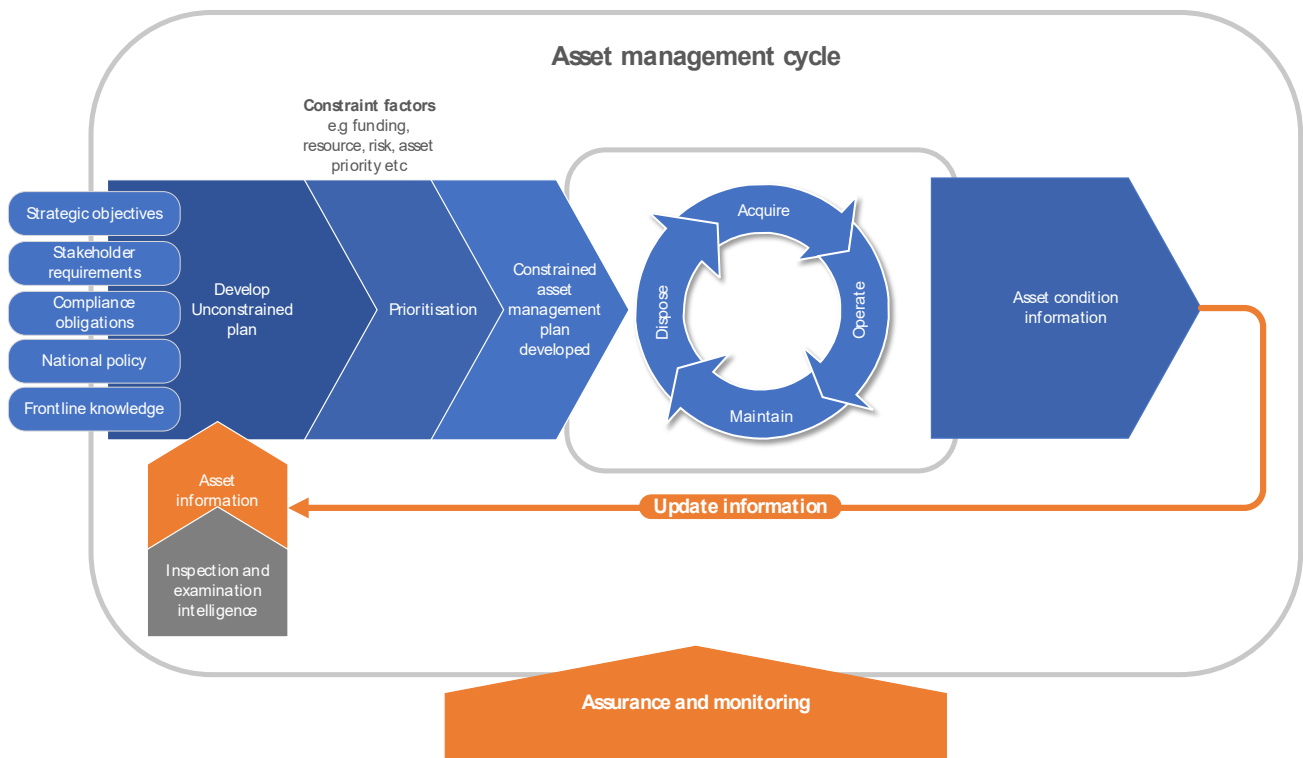 Asset management cycle
Constraint factors
e.g funding,
resource, risk, asset
priority etc
Strategic objectives
Stakeholder
requirements
Compliance
obligations
National policy
Frontline knowledge
Develop
Unconstrained
plan
Prioritisation
Constrained
asset
management
plan
developed
Acquire
Operate
Maintain
Dispose
Asset condition
information
Asset
information
Update information
Inspection and
examination
intelligence
Assurance and monitoring